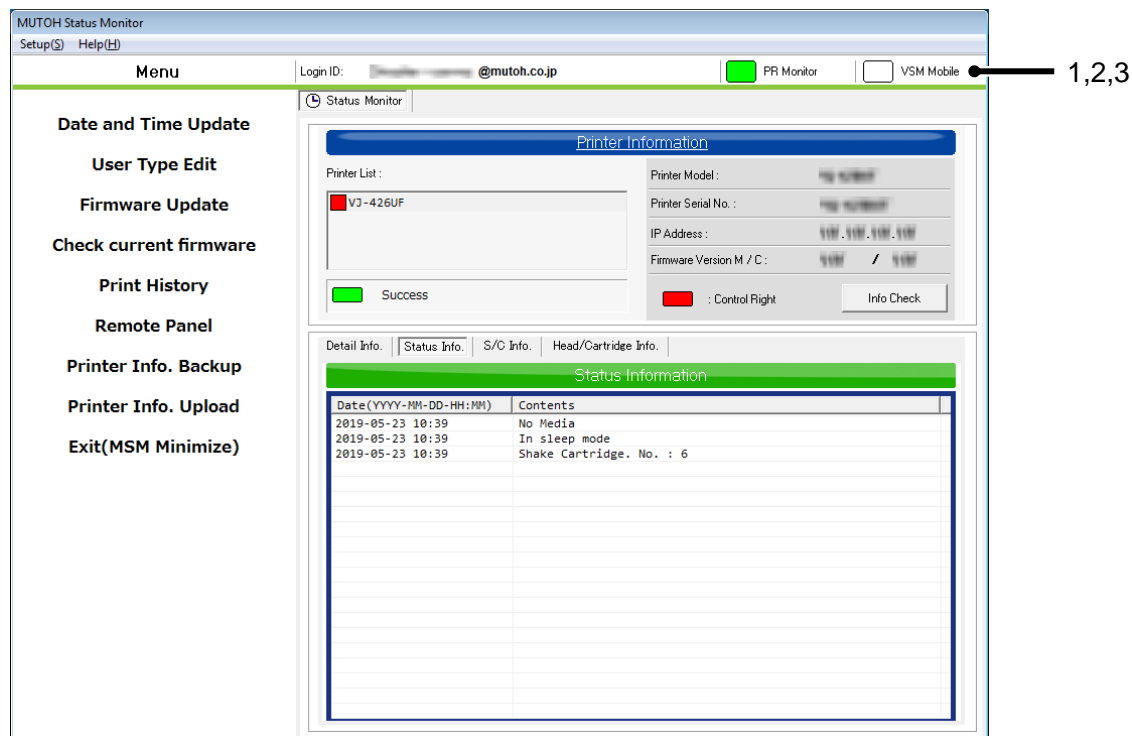 MUTOH Status Monitor
Setup(S) Help(H)
Menu
Login ID: @mutoh.co.jp PR Monitor VSM Mobile 1,2,3
Status Monitor
Date and Time Update
User Type Edit
Firmware Update
Check current firmware
Print History
Remote Panel
Printer Info. Backup
Printer Info. Upload
Exit(MSM Minimize)
Printer Information
Printer List :
VJ-426UF
Success
Printer Model :
Printer Serial No. :
IP Address :
Firmware Version M / C : /
: Control Right Info Check
Detail Info. Status Info. S/C Info. Head/Cartridge Info.
Status Information
Date(YYYY-MM-DD-HH:MM) Contents
2019-05-23 10:39 No Media
2019-05-23 10:39 In sleep mode
2019-05-23 10:39 Shake Cartridge. No. : 6